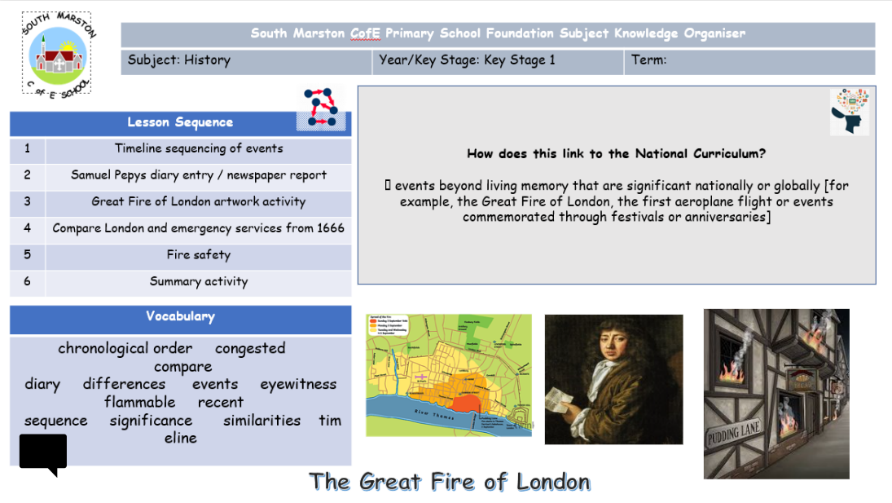 SOUTH MARSTON
C of E SCHOOL
South Marston CofE Primary School Foundation Subject Knowledge Organiser
Subject: History
Year/Key Stage: Key Stage 1
Term:
Lesson Sequence
1 Timeline sequencing of events
2 Samuel Pepys diary entry / newspaper report
3 Great Fire of London artwork activity
4 Compare London and emergency services from 1666
5 Fire safety
6 Summary activity
How does this link to the National Curriculum?
events beyond living memory that are significant nationally or globally [for
example, the Great Fire of London, the first aeroplane flight or events
commemorated through festivals or anniversaries]
Vocabulary
chronological order congested
compare
diary differences events eyewitness
flammable recent
sequence significance similarities tim
eline
River Thames
PUDDING LANE
The Great Fire of London